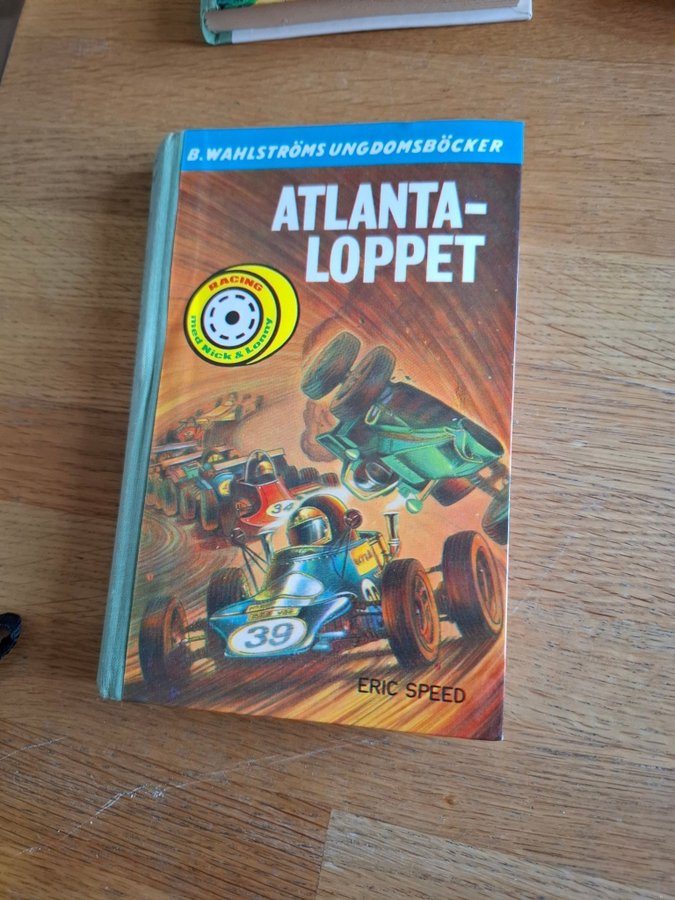 B. WAHLSTRÖMS UNGDOMSBÖCKER
ATLANTA-
LOPPET
RACING
med Nick & Lonny
34
39
ERIC SPEED